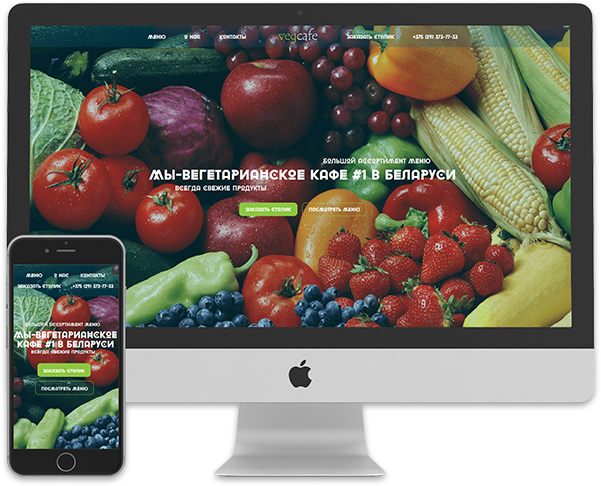 МЕНЮ О НАС КОНТАКТЫ vegcafe ЗАКАЗАТЬ СТОЛИК +375 (29) 373-77-33
БОЛЬШОЙ АССОРТИМЕНТ МЕНЮ
МЫ-ВЕГЕТАРИАНСКОЕ КАФЕ #1 В БЕЛАРУСИ
ВСЕГДА СВЕЖИЕ ПРОДУКТЫ
ЗАКАЗАТЬ СТОЛИК ПОСМОТРЕТЬ МЕНЮ
МЕНЮ О НАС КОНТАКТЫ
ЗАКАЗАТЬ СТОЛИК +375 (29) 373-77-33
БОЛЬШОЙ АССОРТИМЕНТ МЕНЮ
МЫ-ВЕГЕТАРИАНСКОЕ
КАФЕ #1 В БЕЛАРУСИ
ВСЕГДА СВЕЖИЕ ПРОДУКТЫ
ЗАКАЗАТЬ СТОЛИК
ПОСМОТРЕТЬ МЕНЮ